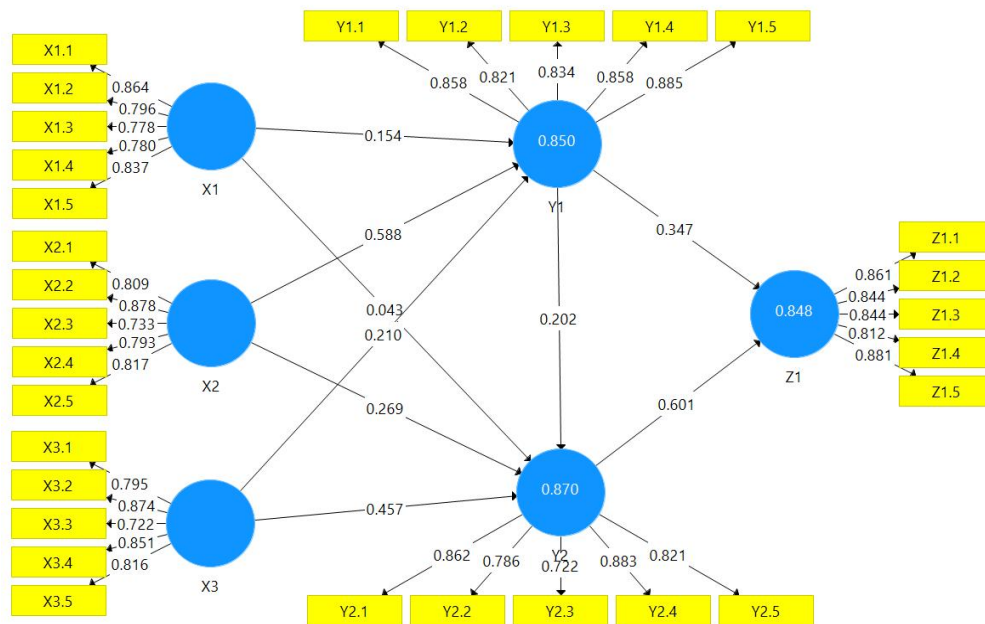 Y1.1
Y1.2
Y1.3
Y1.4
Y1.5
X1.1
X1.2
X1.3
X1.4
X1.5
0.864
0.796
0.778
0.780
0.837
X1
0.858
0.821
0.834
0.858
0.885
0.850
Y1
0.154
0.588
0.043
0.210
0.347
0.202
X2.1
X2.2
X2.3
X2.4
X2.5
0.809
0.878
0.733
0.793
0.817
X2
0.269
0.601
0.848
Z1
0.861
0.844
0.844
0.812
0.881
Z1.1
Z1.2
Z1.3
Z1.4
Z1.5
X3.1
X3.2
X3.3
X3.4
X3.5
0.795
0.874
0.722
0.851
0.816
X3
0.457
0.870
Y2
0.862
0.786
0.722
0.883
0.821
Y2.1
Y2.2
Y2.3
Y2.4
Y2.5